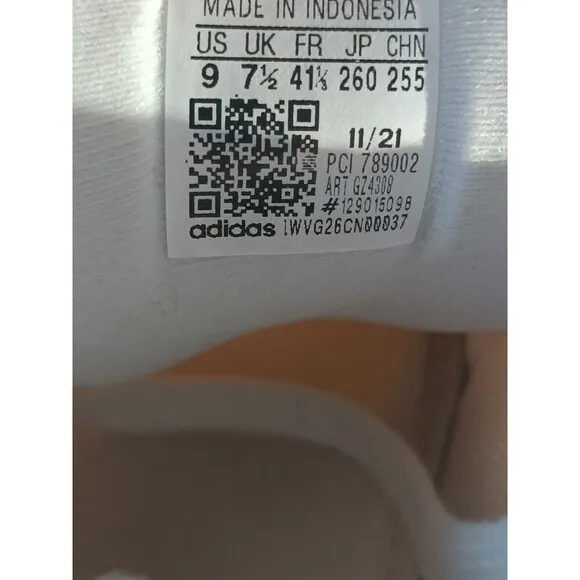 MADE IN INDONESIA
US UK FR JP CHN
9 7½ 41⅓ 260 255
11/21
PCI 789002
ART GZ4308
#129015098
adidas 1WVG26CN00037